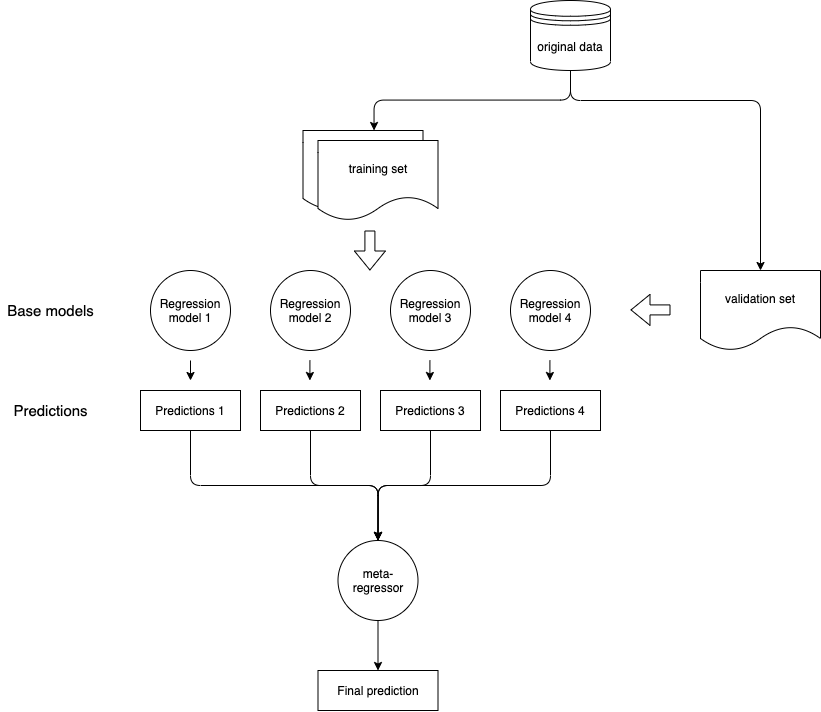 original data
training set
validation set
Base models
Regression
model 1
Regression
model 2
Regression
model 3
Regression
model 4
Predictions
Predictions 1
Predictions 2
Predictions 3
Predictions 4
meta-
regressor
Final prediction